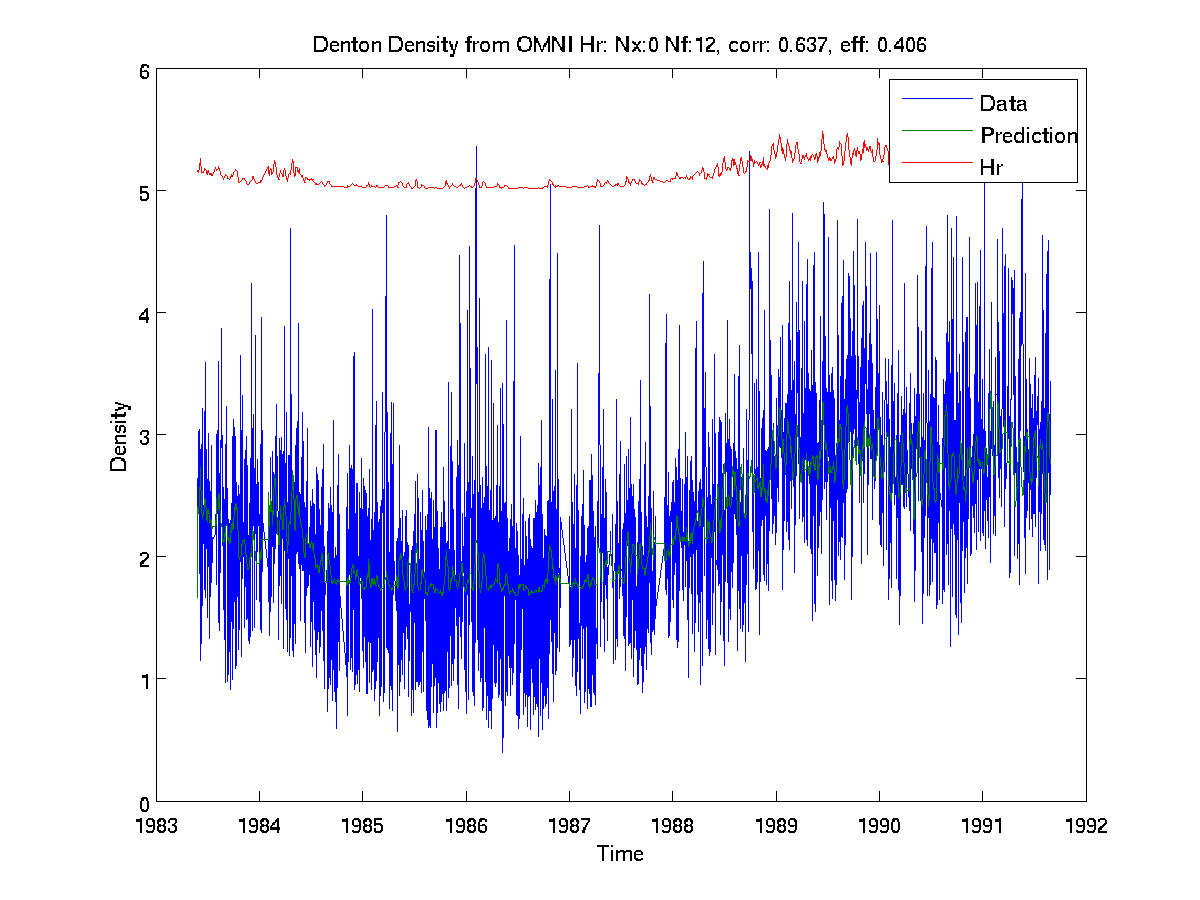 Denton Density from OMNI Hr: Nx:0 Nf:12, corr: 0.637, eff: 0.406
6
5
4
3
2
1
0
Density
Data
Prediction
Hr
1983 1984 1985 1986 1987 1988 1989 1990 1991 1992
Time